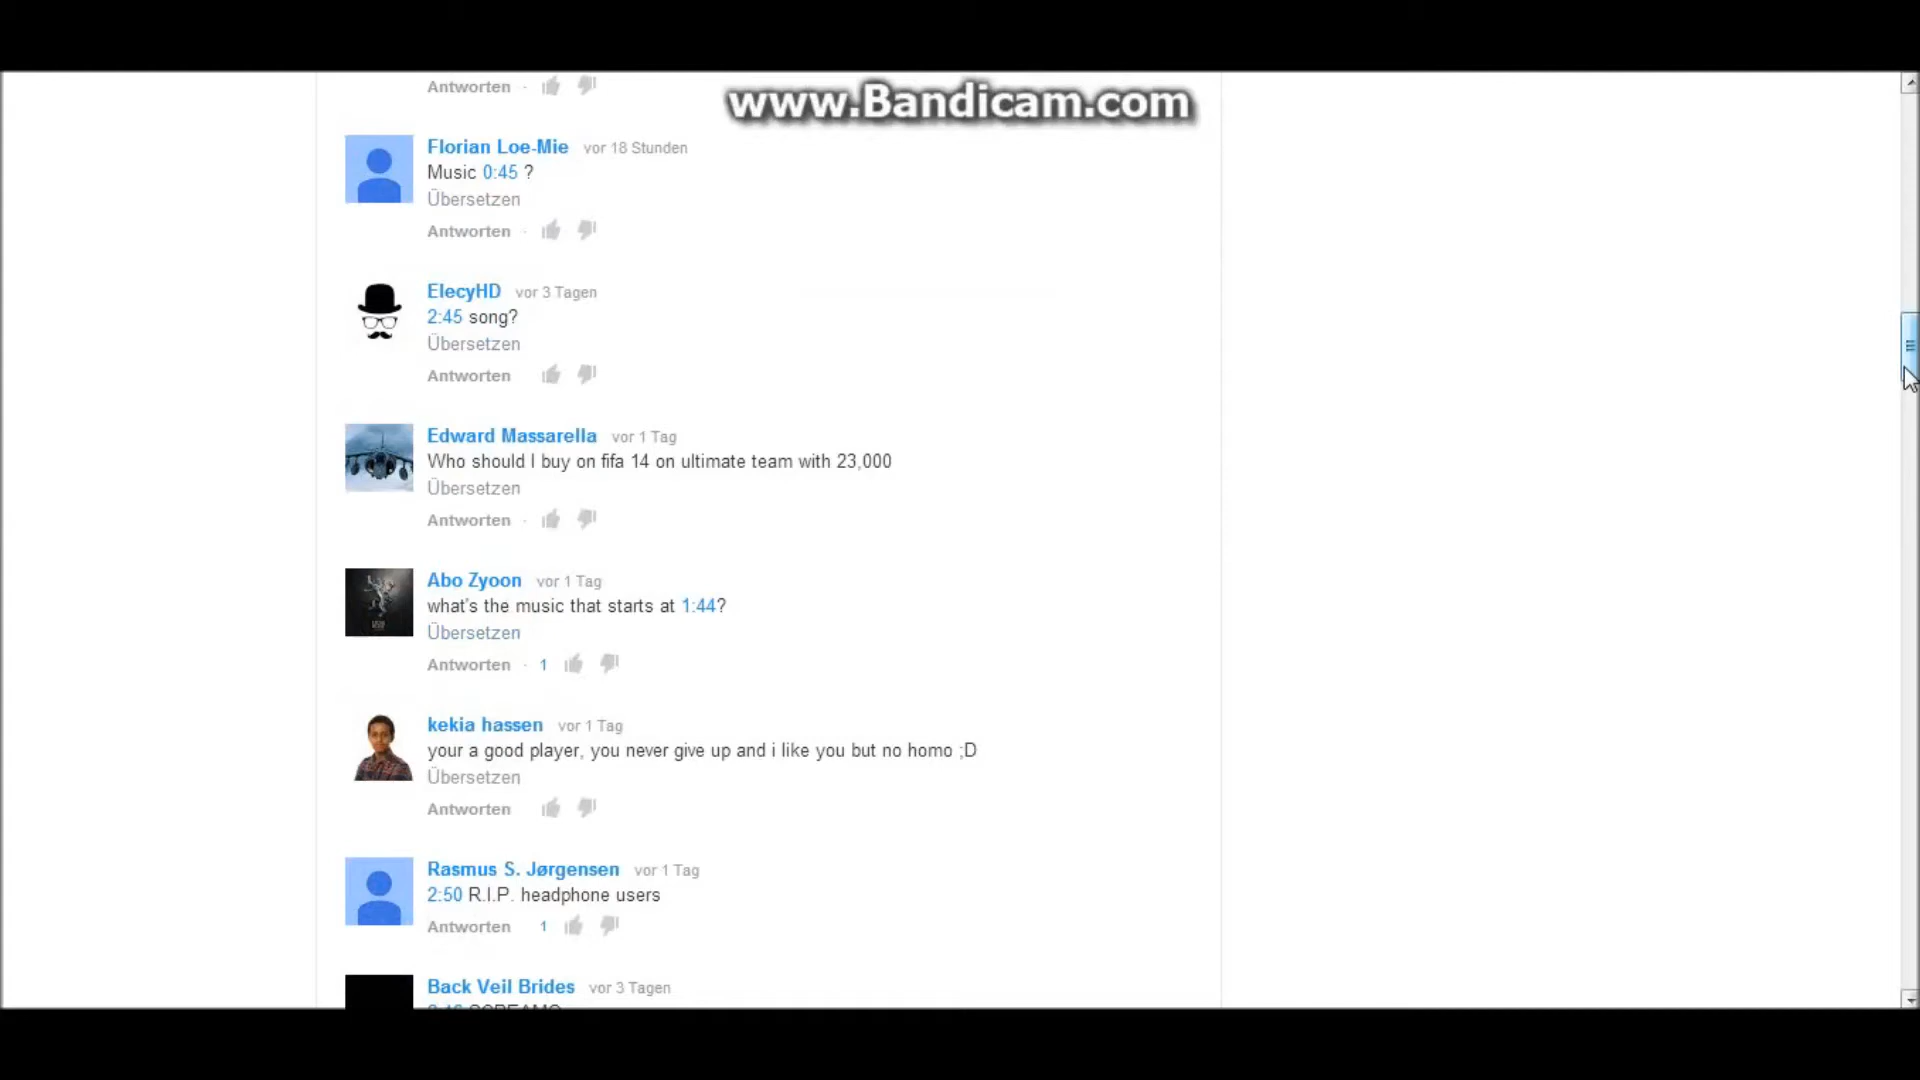 Antworten ·
www.Bandicam.com
Florian Loe-Mie vor 18 Stunden
Music 0:45 ?
Übersetzen
Antworten ·
ElecyHD vor 3 Tagen
2:45 song?
Übersetzen
Antworten
Edward Massarella vor 1 Tag
Who should I buy on fifa 14 on ultimate team with 23,000
Übersetzen
Antworten ·
Abo Zyoon vor 1 Tag
what's the music that starts at 1:44?
Übersetzen
Antworten · 1
kekia hassen vor 1 Tag
your a good player, you never give up and i like you but no homo ;D
Übersetzen
Antworten
Rasmus S. Jørgensen vor 1 Tag
2:50 R.I.P. headphone users
Antworten 1
Back Veil Brides vor 3 Tagen